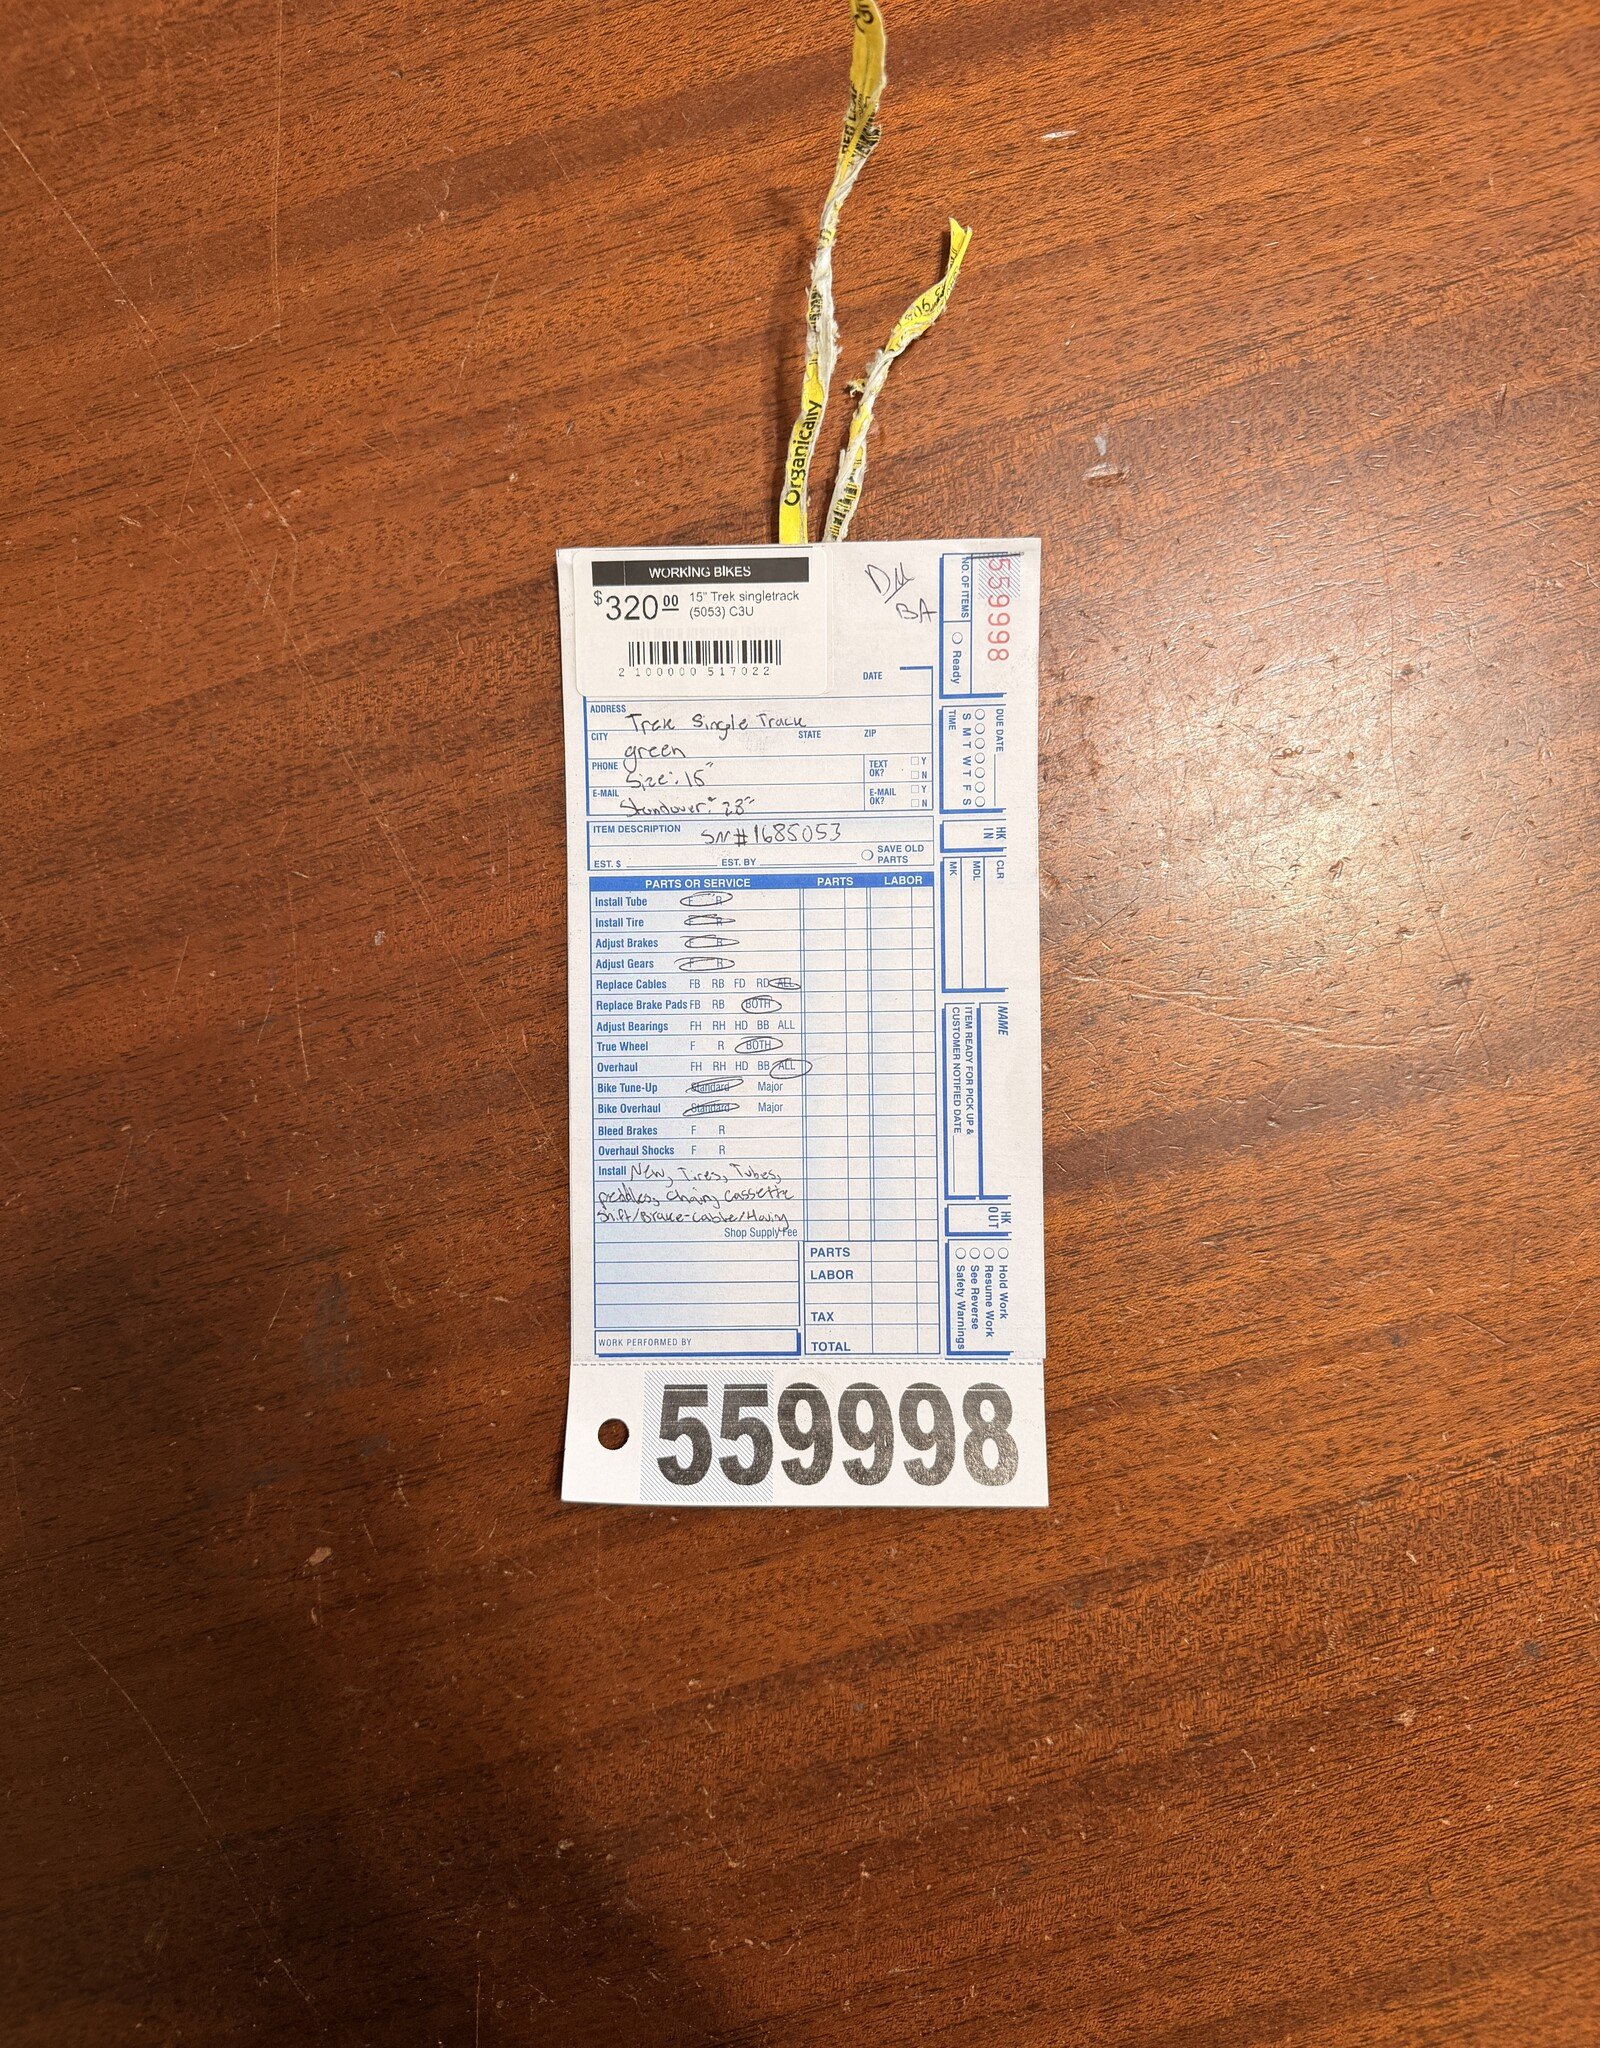 Organically
WORKING BIKES
$320.00 15" Trek singletrack
(5053) C3U
2 100000 517022
DM
BA
DATE
ADDRESS
Trek Single Track
CITY STATE ZIP
green
PHONE TEXT OK? Y N
Size: 15"
E-MAIL E-MAIL OK? Y N
Standover: 28"
ITEM DESCRIPTION SN#1685053
EST. $ EST. BY SAVE OLD PARTS
PARTS OR SERVICE PARTS LABOR
Install Tube F R
Install Tire F R
Adjust Brakes F R
Adjust Gears F R
Replace Cables FB RB FD RD ALL
Replace Brake Pads FB RB BOTH
Adjust Bearings FH RH HD BB ALL
True Wheel F R BOTH
Overhaul FH RH HD BB ALL
Bike Tune-Up Standard Major
Bike Overhaul Standard Major
Bleed Brakes F R
Overhaul Shocks F R
Install New, Tires, Tubes,
peddles, chain, cassette
Shift/Brake-cable/Housing
Shop Supply Fee
PARTS
LABOR
TAX
WORK PERFORMED BY
TOTAL
559998
NO. OF ITEMS
Ready
DUE DATE
S M T W T F S
TIME
HK IN
CLR
MDL
MK
NAME
ITEM READY FOR PICK UP &
CUSTOMER NOTIFIED DATE
HK OUT
Hold Work
Resume Work
See Reverse
Safety Warnings
559998